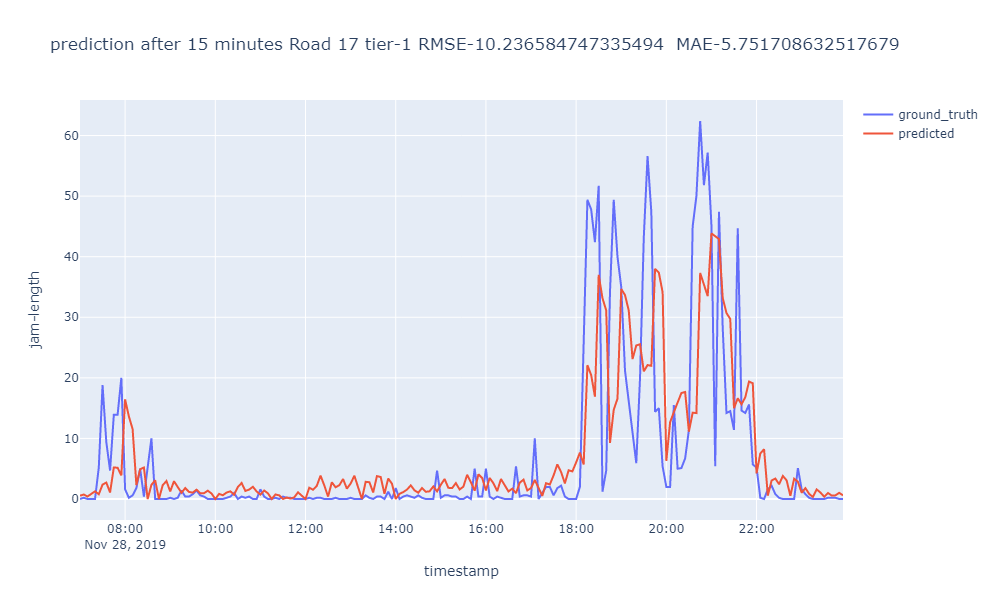 prediction after 15 minutes Road 17 tier-1 RMSE-10.236584747335494  MAE-5.751708632517679
ground_truth
predicted
60
50
40
30
20
10
0
jam-length
08:00 10:00 12:00 14:00 16:00 18:00 20:00 22:00
Nov 28, 2019
timestamp